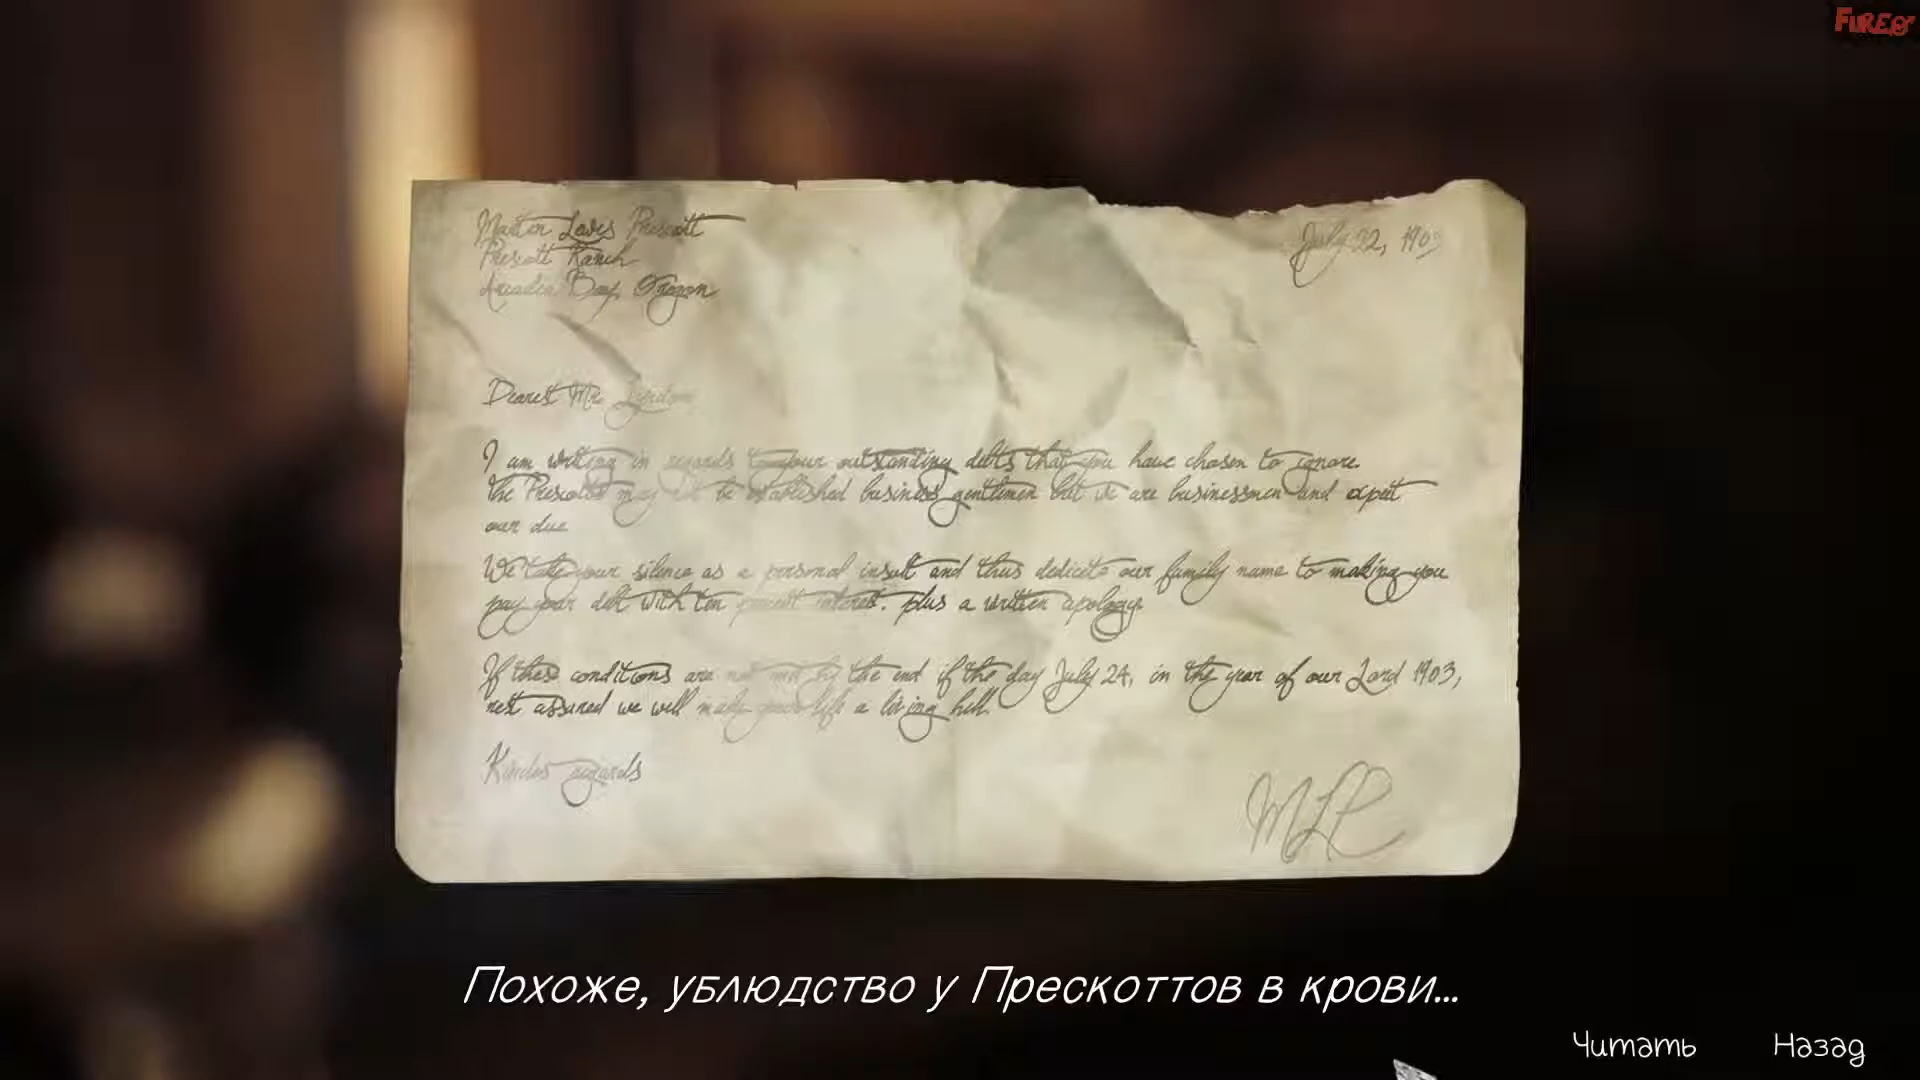 FIREO
Martin Lewis Prescott
July 22, 1903
Prescott Ranch
Arcadia Bay, Oregon
Dearest Mr.
I am writing in regards to your outstanding debts that you have chosen to ignore.
The Prescotts may not be established business gentlemen but we are businessmen and expect
our due
We take your silence as a personal insult and thus dedicate our family name to making you
pay your debt with ten percent interest. plus a written apology.
If these conditions are not met by the end if the day July 24, in the year of our Lord 1903,
rest assured we will make your life a living hell.
Kindes regards
MLP
Похоже, ублюдство у Прескоттов в крови...
Читать
Назад